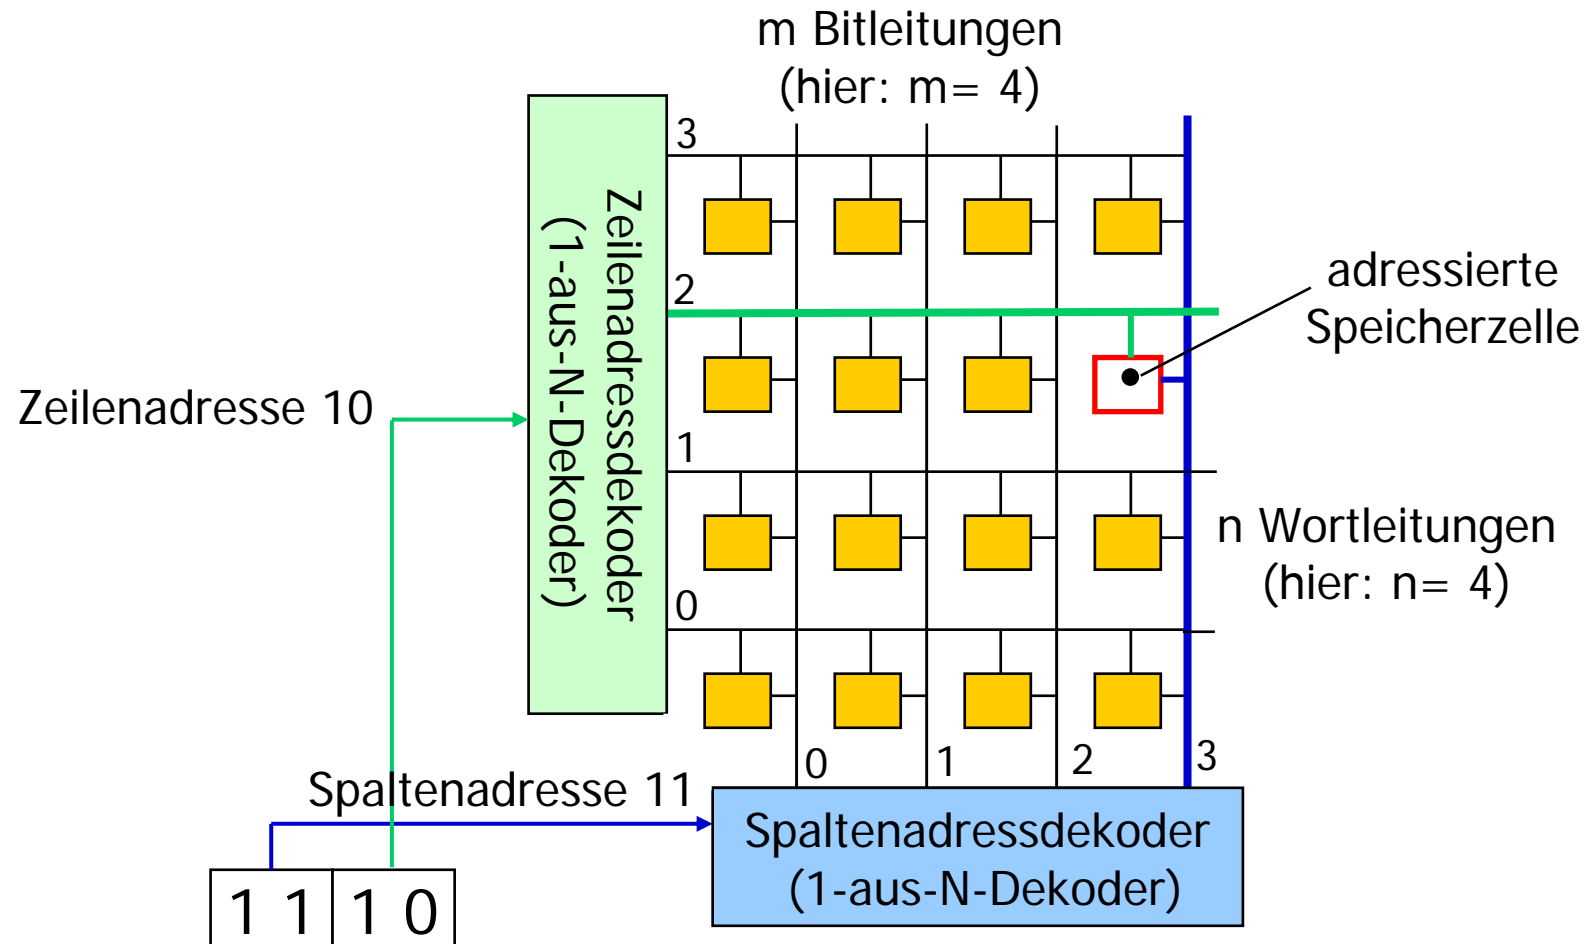 m Bitleitungen
(hier: m= 4)
3
Zeilenadressdekoder
(1-aus-N-Dekoder)
2
adressierte
Speicherzelle
Zeilenadresse 10
1
n Wortleitungen
(hier: n= 4)
0
0 1 2 3
Spaltenadresse 11
Spaltenadressdekoder
(1-aus-N-Dekoder)
1 1 1 0